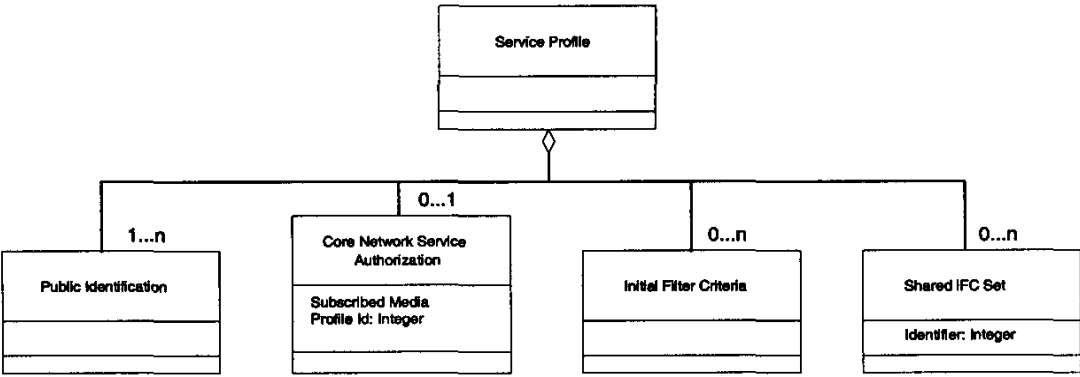 Service Profile
0...1
1...n
0...n
0...n
Public Identification
Core Network Service
Authorization
Subscribed Media
Profile Id: Integer
Initial Filter Criteria
Shared IFC Set
Identifier: Integer